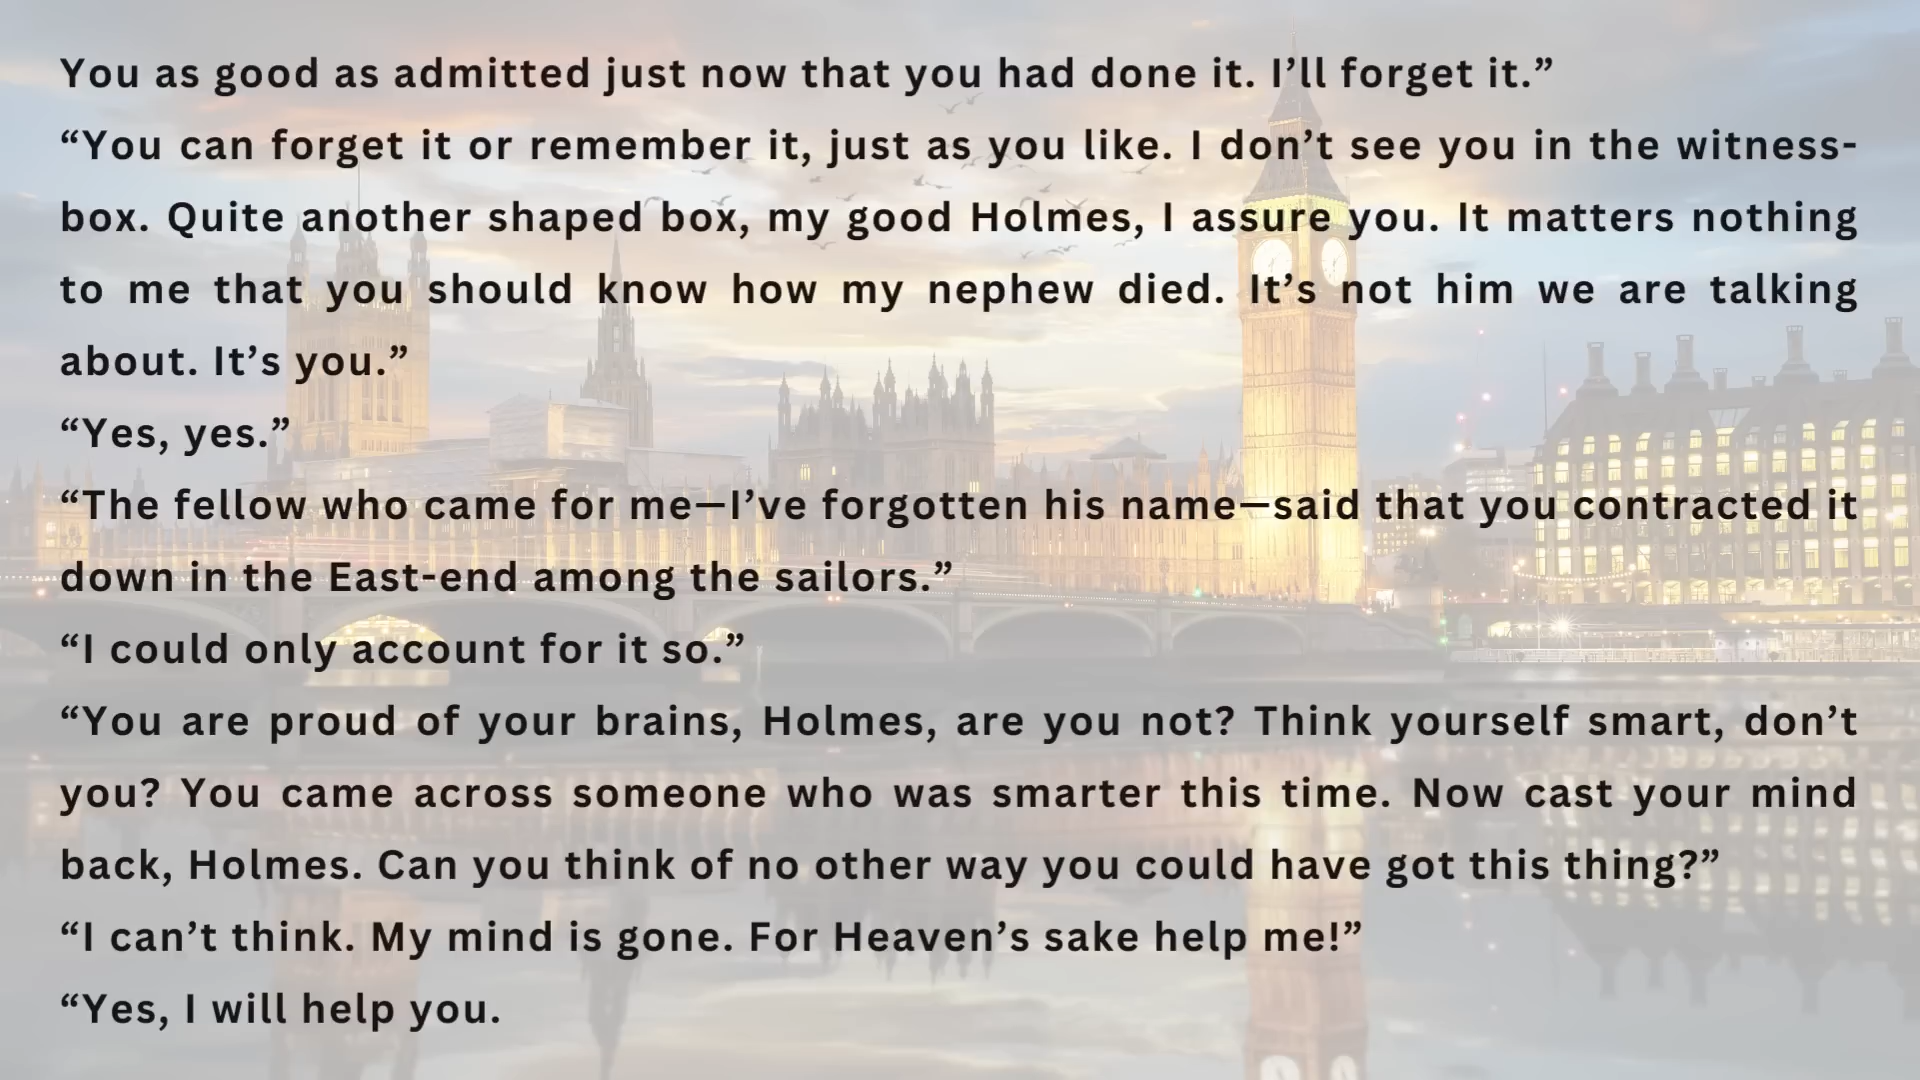 You as good as admitted just now that you had done it. I’ll forget it.”
“You can forget it or remember it, just as you like. I don’t see you in the witness-
box. Quite another shaped box, my good Holmes, I assure you. It matters nothing
to me that you should know how my nephew died. It’s not him we are talking
about. It’s you.”
“Yes, yes.”
“The fellow who came for me—I’ve forgotten his name—said that you contracted it
down in the East-end among the sailors.”
“I could only account for it so.”
“You are proud of your brains, Holmes, are you not? Think yourself smart, don’t
you? You came across someone who was smarter this time. Now cast your mind
back, Holmes. Can you think of no other way you could have got this thing?”
“I can’t think. My mind is gone. For Heaven’s sake help me!”
“Yes, I will help you.